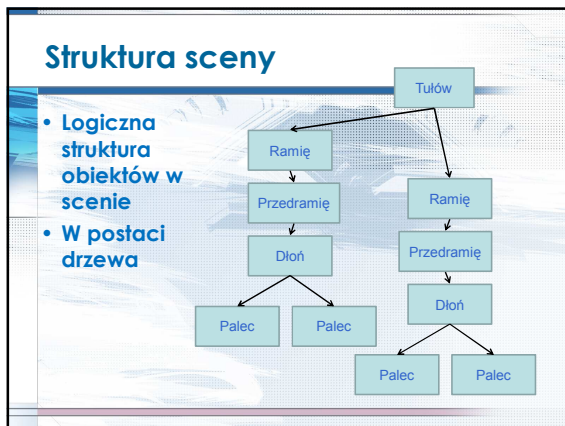 Struktura sceny
• Logiczna
struktura
obiektów w
scenie
• W postaci
drzewa
Tułów
Ramię
Przedramię
Dłoń
Palec
Palec
Ramię
Przedramię
Dłoń
Palec
Palec